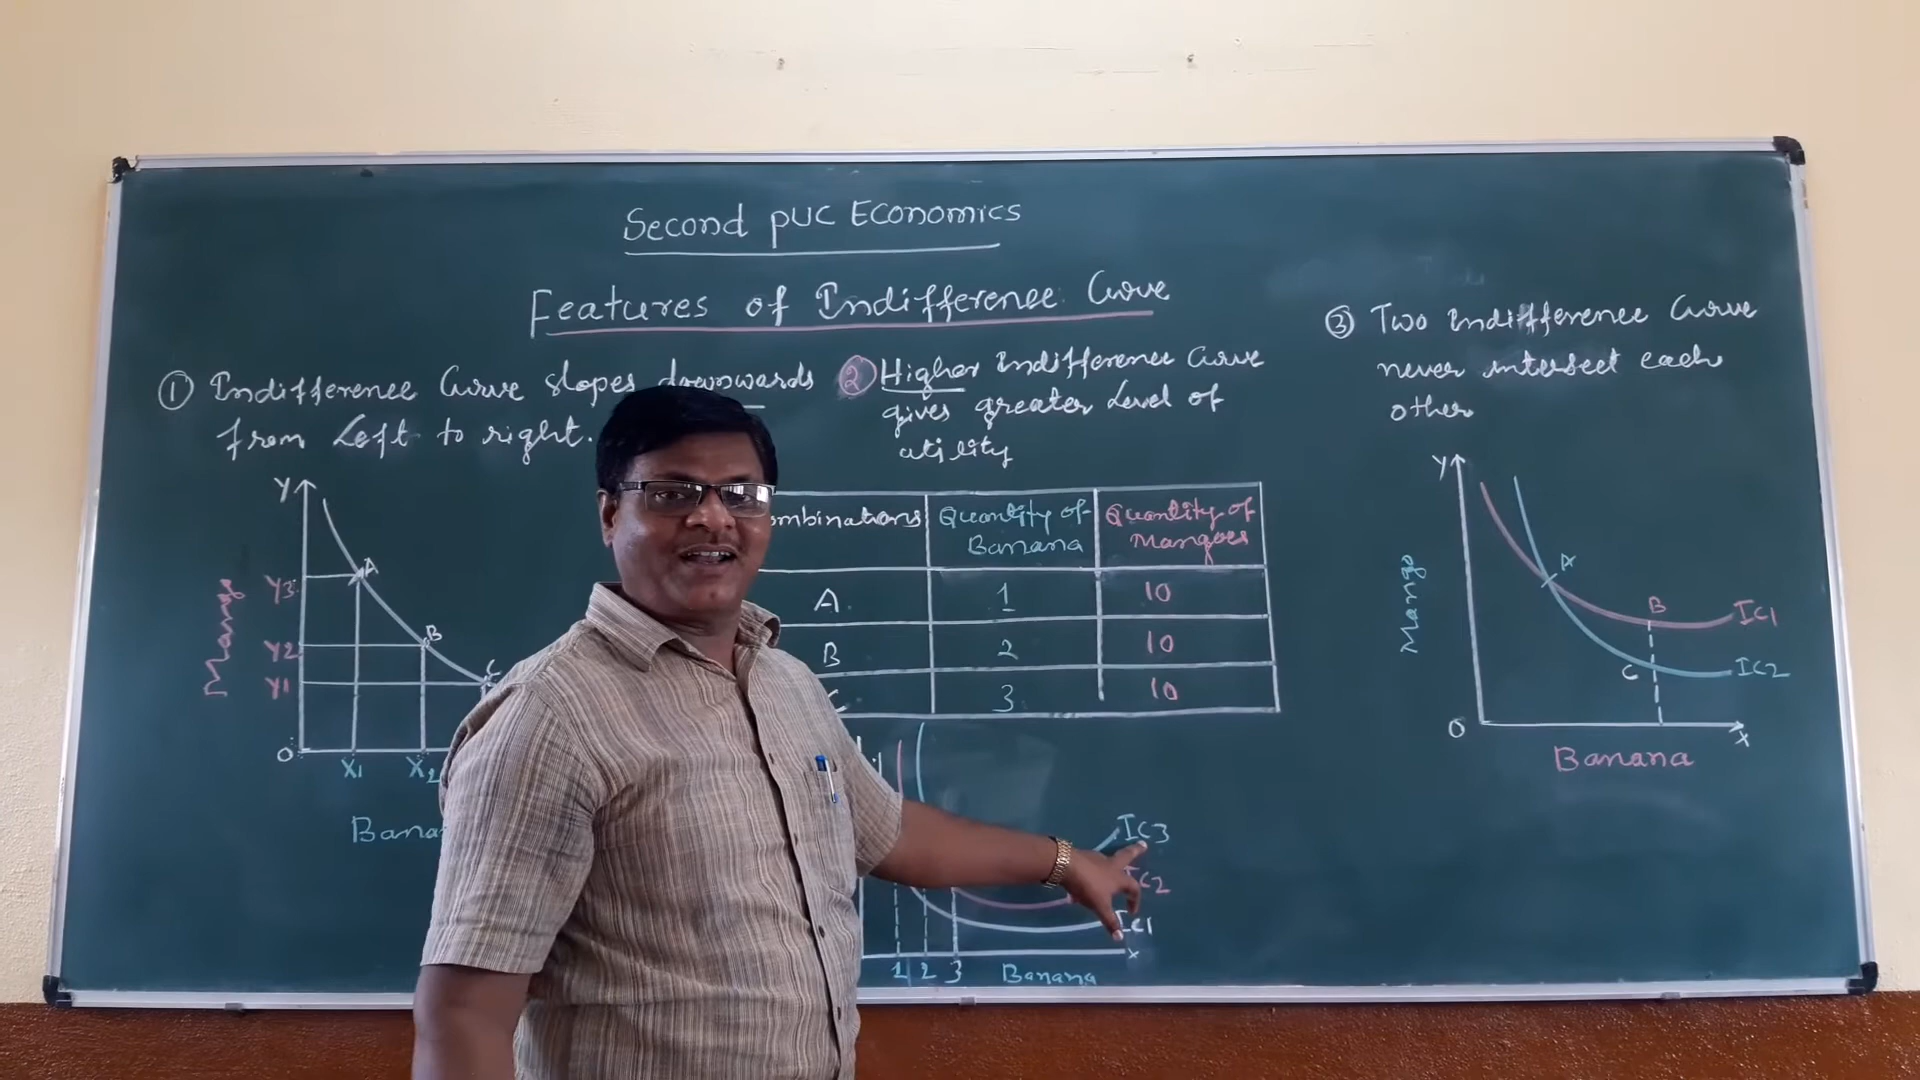 Second PUC Economics
Features of Indifference Curve
① Indifference Curve slopes downwards
from Left to right.
Y
A
Y3
B
Y2
C
Y1
Mango
O
X1 X2
② Higher Indifference Curve
gives greater Level of
utility
Quantity of
Banana
Quantity of
Mangoes
A 1 10
B 2 10
3 10
IC3
IC2
IC1
X
1 2 3 Banana
③ Two Indifference Curve
never intersect each
other
Y
A
B
IC1
C
IC2
Mango
O
X
Banana